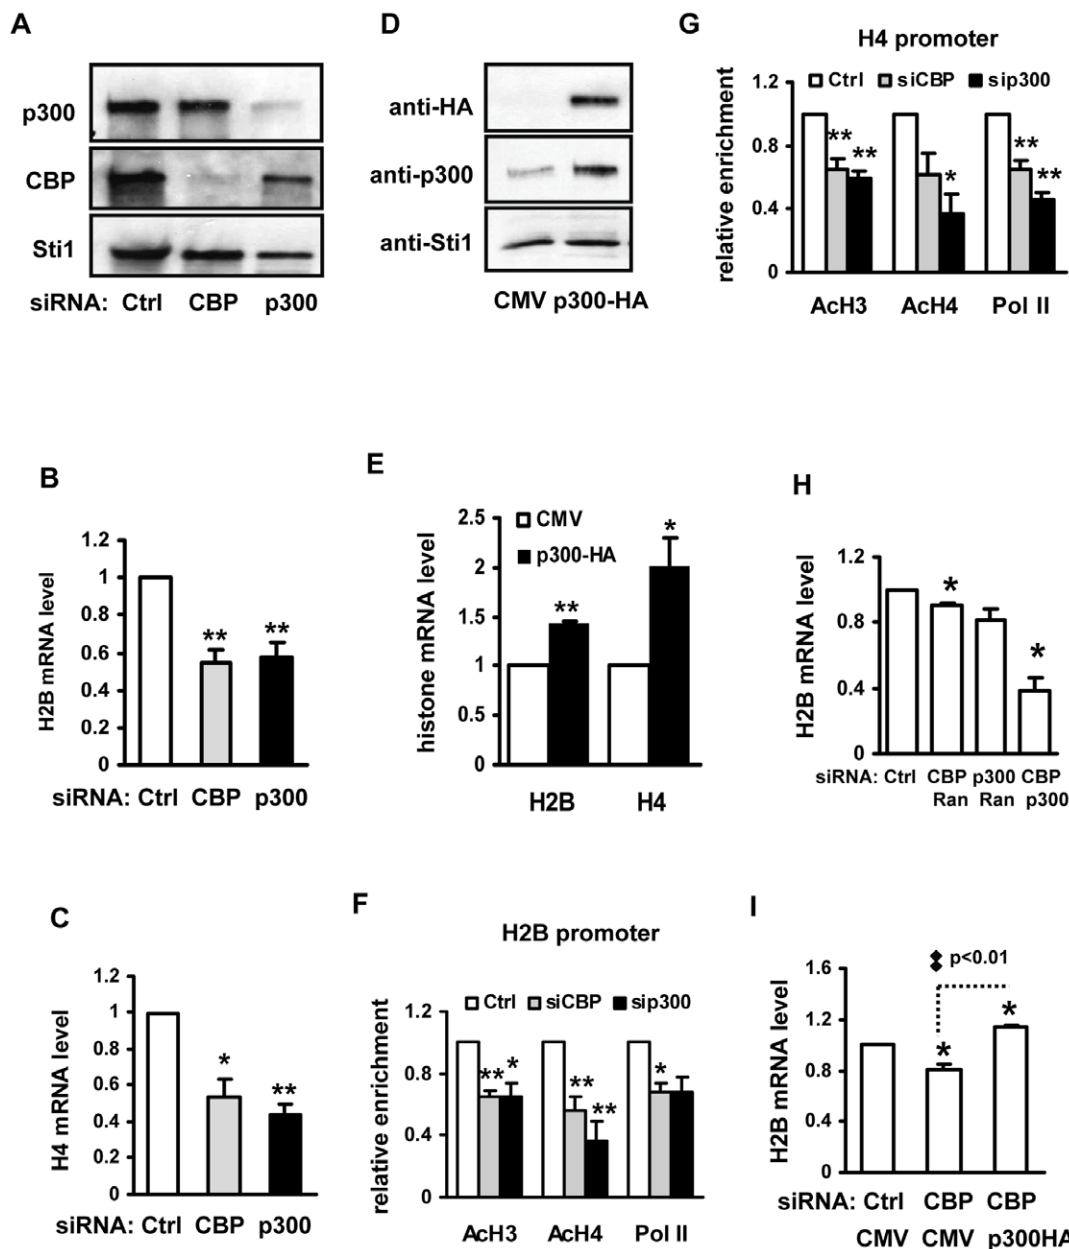 A
p300
CBP
Sti1
siRNA: Ctrl CBP p300
D
anti-HA
anti-p300
anti-Sti1
CMV p300-HA
G
H4 promoter
Ctrl siCBP sip300
relative enrichment
1.2
0.8
0.4
0
** ** * ** **
AcH3 AcH4 Pol II
B
H2B mRNA level
1.2
1
0.8
0.6
0.4
0.2
0
** **
siRNA: Ctrl CBP p300
E
histone mRNA level
2.5
2
1.5
1
0.5
0
CMV
p300-HA
** *
H2B H4
H
H2B mRNA level
1.2
0.8
0.4
0
* *
siRNA: Ctrl CBP p300 CBP
Ran Ran p300
C
H4 mRNA level
1.2
1
0.8
0.6
0.4
0.2
0
* **
siRNA: Ctrl CBP p300
F
H2B promoter
Ctrl siCBP sip300
relative enrichment
1.2
0.8
0.4
0
** * ** ** *
AcH3 AcH4 Pol II
I
H2B mRNA level
1.6
1.2
0.8
0.4
0
p<0.01
* *
siRNA: Ctrl CBP CBP
CMV CMV p300HA